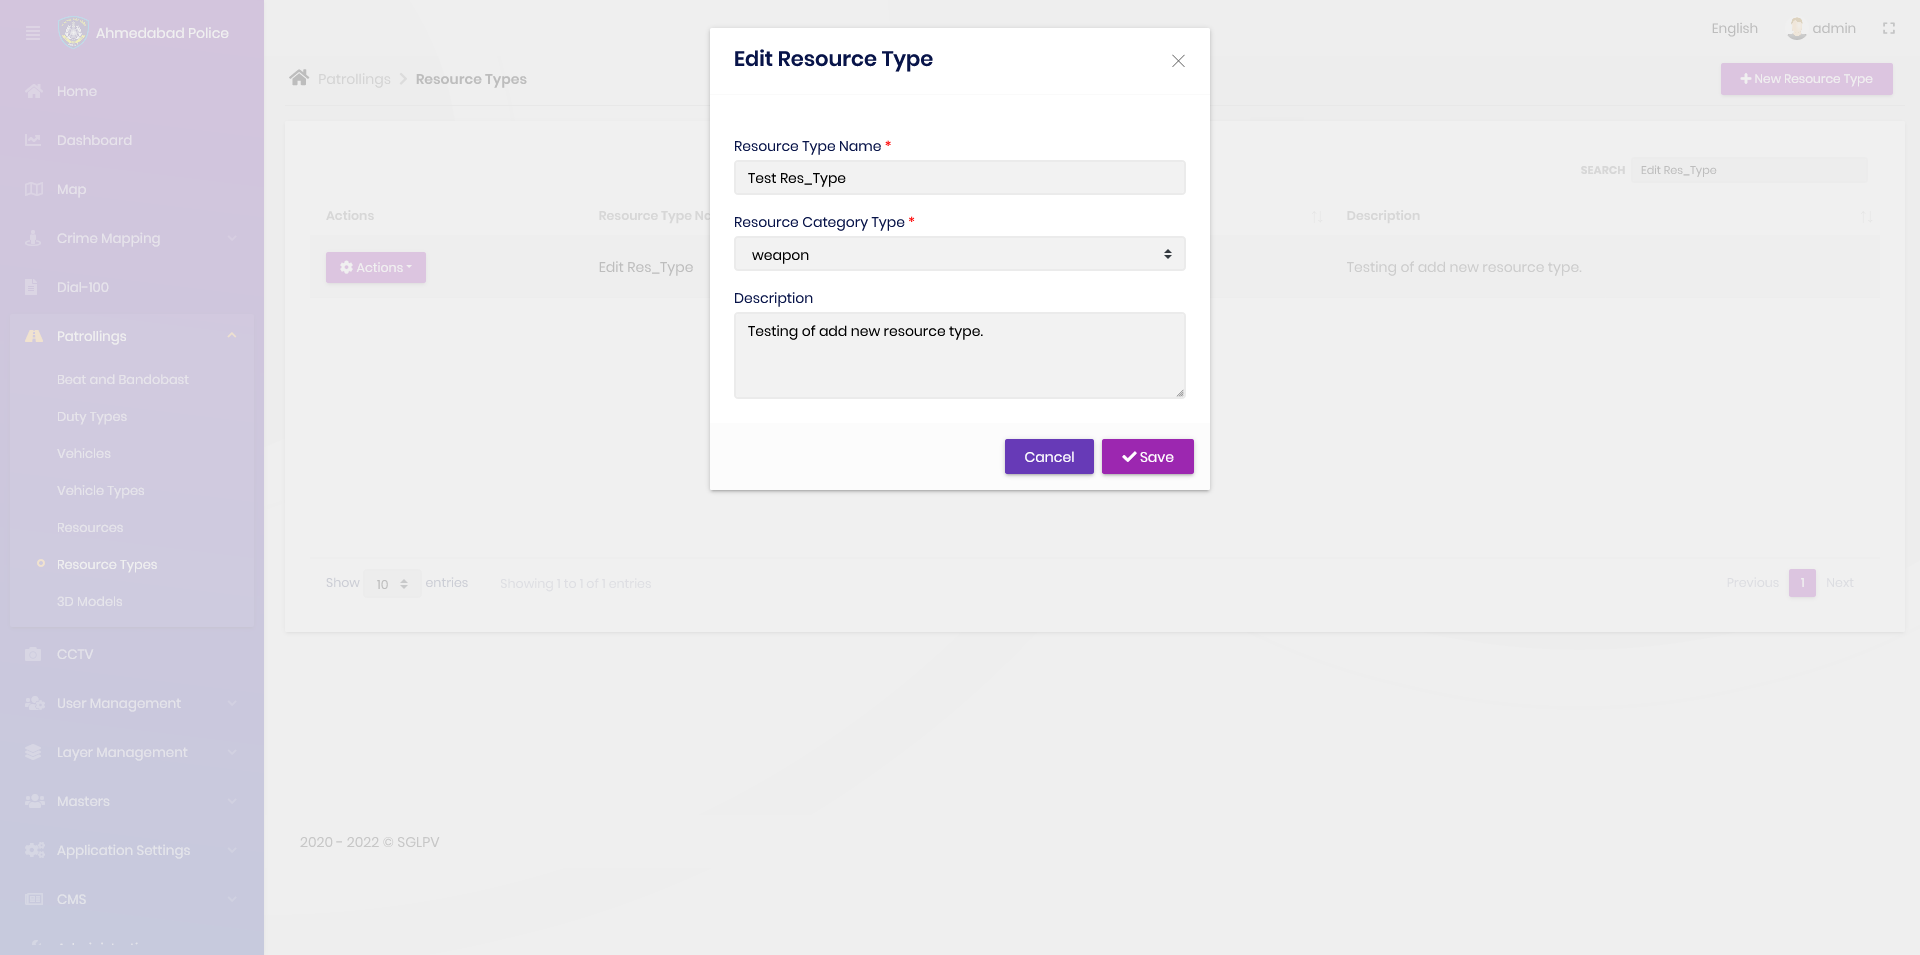 Ahmedabad Police
Home
Dashboard
Map
Crime Mapping
Dial-100
Patrollings
Beat and Bandobast
Duty Types
Vehicles
Vehicle Types
Resources
Resource Types
3D Models
CCTV
User Management
Layer Management
Masters
Application Settings
CMS
English admin
Patrollings > Resource Types
+ New Resource Type
SEARCH Edit Res_Type
Actions Resource Type Description
Actions Edit Res_Type Testing of add new resource type.
Show 10 entries Showing 1 to 1 of 1 entries
Previous 1 Next
2020 - 2022 © SGLPV
Edit Resource Type
Resource Type Name *
Test Res_Type
Resource Category Type *
weapon
Description
Testing of add new resource type.
Cancel Save